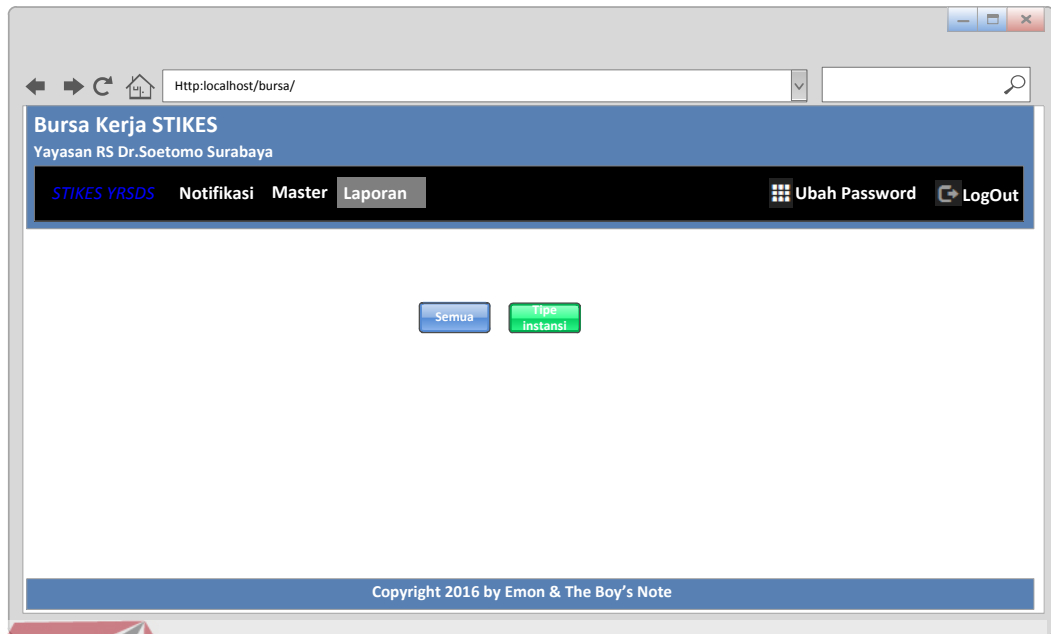 Http:localhost/bursa/
Bursa Kerja STIKES
Yayasan RS Dr.Soetomo Surabaya
STIKES YRSDS Notifikasi Master Laporan Ubah Password LogOut
Semua
Tipe
instansi
Copyright 2016 by Emon & The Boy's Note